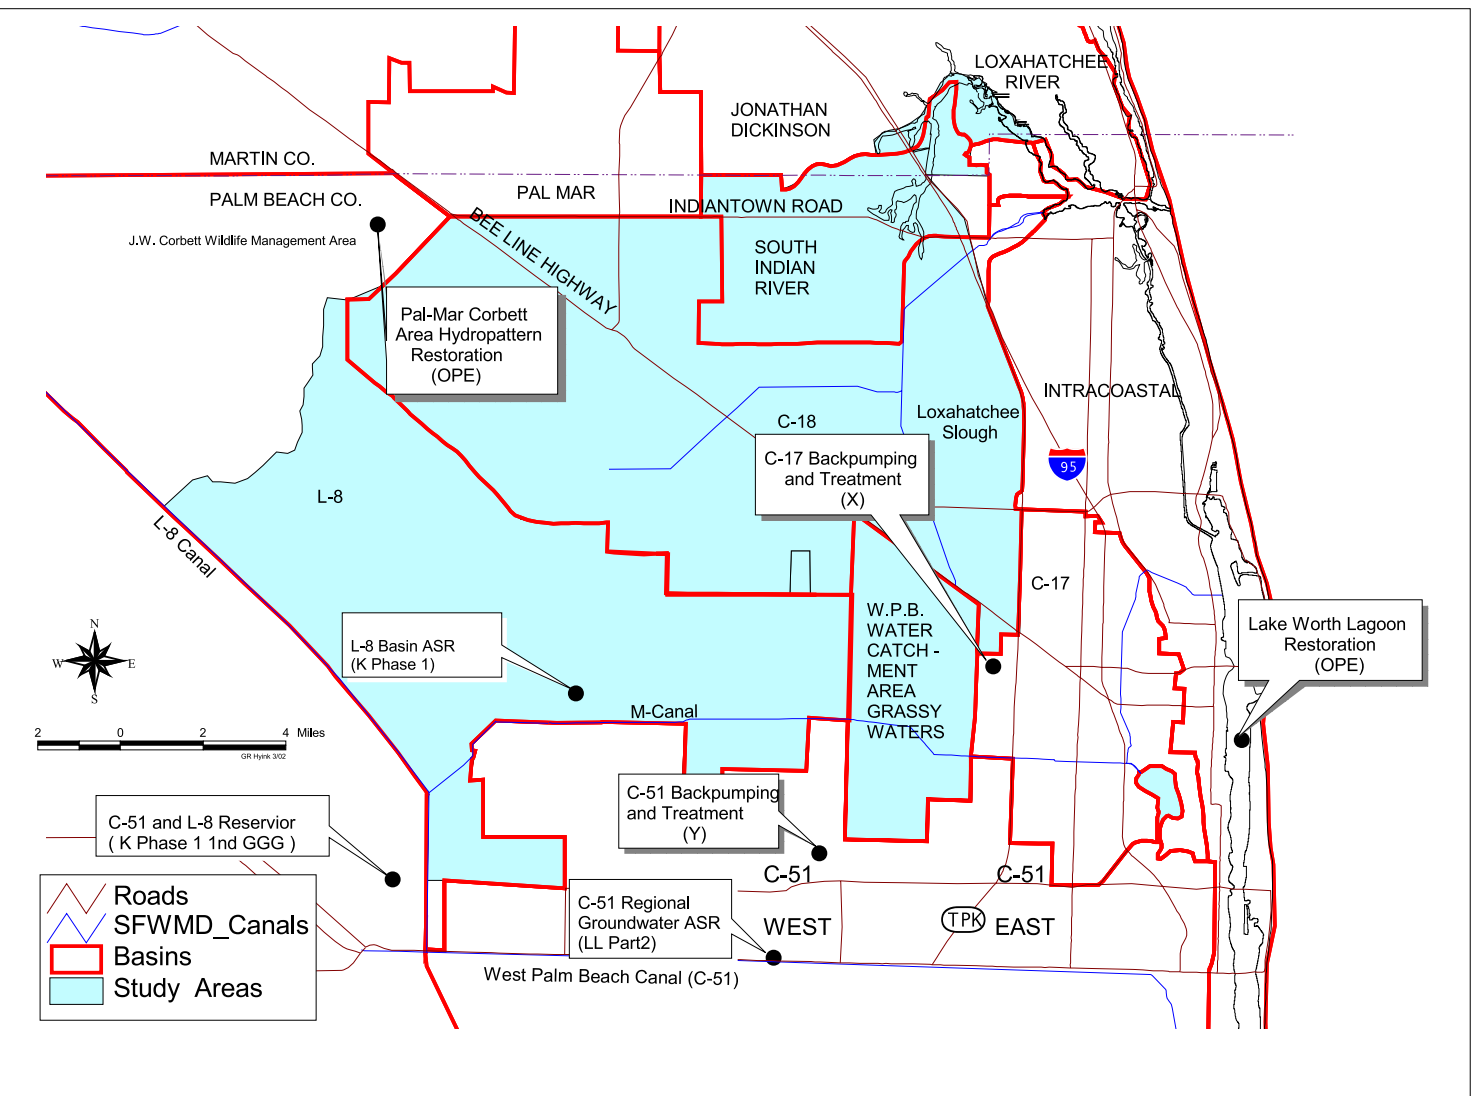 LOXAHATCHEE
RIVER
JONATHAN
DICKINSON
MARTIN CO.
PALM BEACH CO.
PAL MAR
INDIANTOWN ROAD
J.W. Corbett Wildlife Management Area
BEE LINE HIGHWAY
SOUTH
INDIAN
RIVER
Pal-Mar Corbett
Area Hydropattern
Restoration
(OPE)
INTRACOASTAL
C-18
Loxahatchee
Slough
C-17 Backpumping
and Treatment
(X)
95
L-8
L-8 Canal
C-17
W.P.B.
WATER
CATCH -
MENT
AREA
GRASSY
WATERS
Lake Worth Lagoon
Restoration
(OPE)
L-8 Basin ASR
(K Phase 1)
N
W
E
S
M-Canal
2 0 2 4 Miles
GR Hyink 3/02
C-51 Backpumping
and Treatment
(Y)
C-51 and L-8 Reservior
( K Phase 1 1nd GGG )
C-51
WEST
C-51
EAST
TPK
C-51 Regional
Groundwater ASR
(LL Part2)
West Palm Beach Canal (C-51)
Roads
SFWMD_Canals
Basins
Study Areas